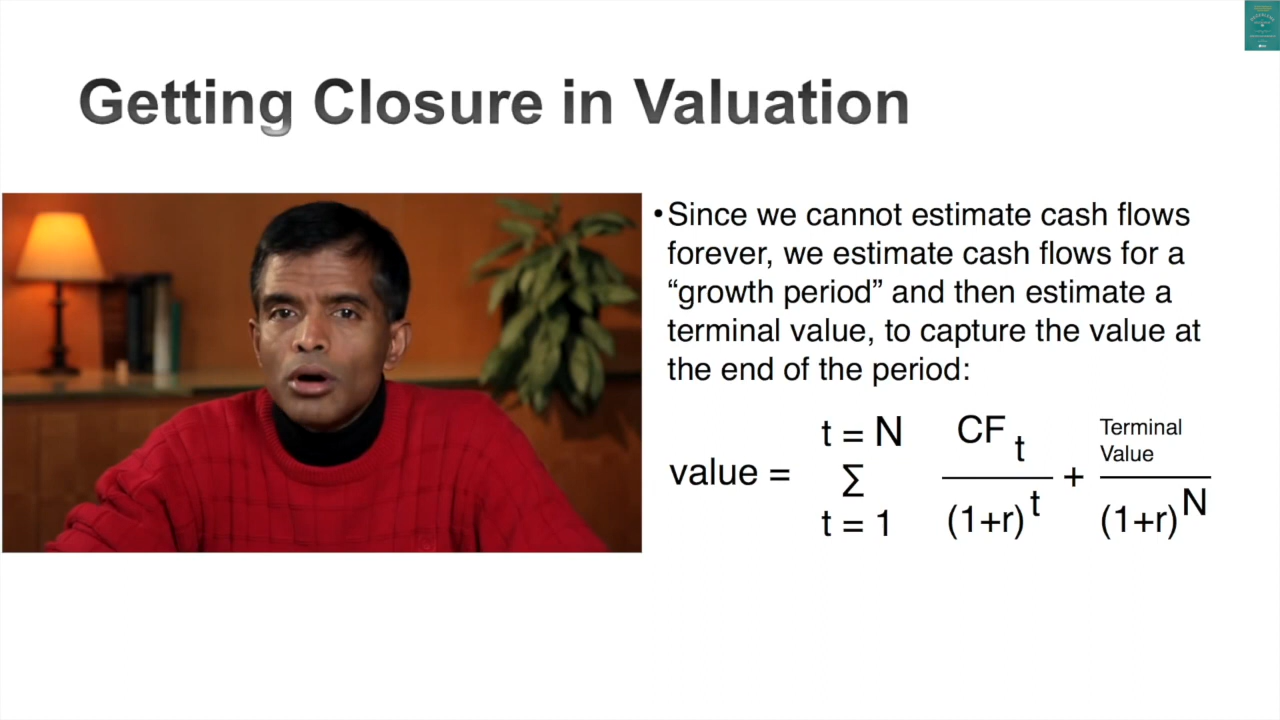 Getting Closure in Valuation
•Since we cannot estimate cash flows
forever, we estimate cash flows for a
“growth period” and then estimate a
terminal value, to capture the value at
the end of the period:
t = N
value = Σ CF t / (1+r) t + Terminal Value / (1+r) N
t = 1